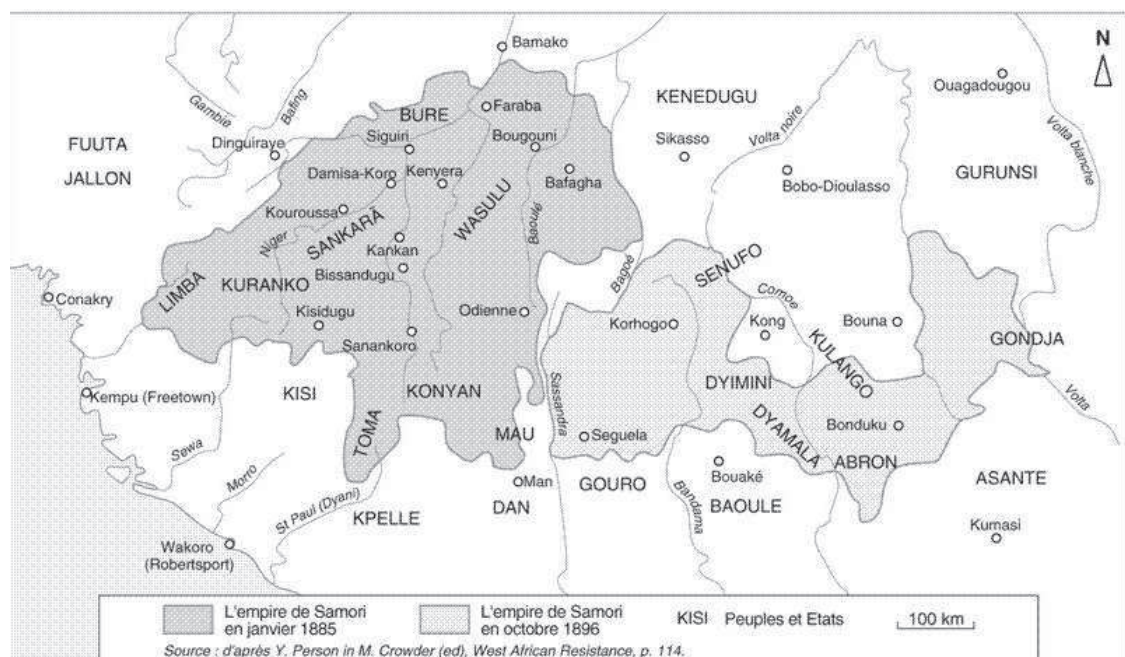 N
Bamako
Ouagadougou
KENEDUGU
Faraba
BURE
Gambie
Bafing
FUUTA
JALLON
Dinguiraye
Siguiri
Bougouni
Sikasso
Volta noire
Volta blanche
Damisa-Koro
Kenyera
Bafagha
Bobo-Dioulasso
GURUNSI
Kouroussa
WASULU
Baoulé
Niger
SANKARA
Kankan
Bissandugu
Bagoé
SENUFO
LIMBA
KURANKO
Conakry
Comoe
Kisidugu
Odienne
Korhogo
Kong
Bouna
Sanankoro
KULANGO
GONDJA
Kempu (Freetown)
KISI
KONYAN
Sassandra
DYIMINI
Volta
TOMA
MAU
Seguela
DYAMALA
Bonduku
Sewa
Morro
Man
GOURO
Bouaké
ABRON
ASANTE
St Paul (Dyani)
KPELLE
DAN
Bandama
BAOULE
Kumasi
Wakoro
(Robertsport)
L'empire de Samori
en janvier 1885
L'empire de Samori
en octobre 1896
KISI Peuples et Etats
100 km
Source : d'après Y. Person in M. Crowder (ed), West African Resistance, p. 114.